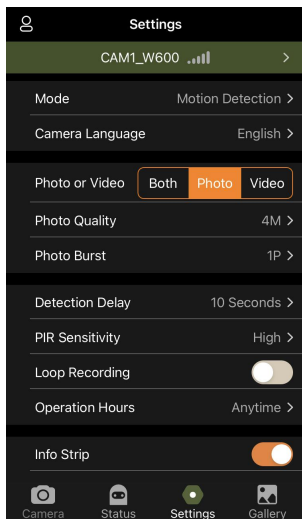 Settings
CAM1_W600
Mode Motion Detection
Camera Language English
Photo or Video Both Photo Video
Photo Quality 4M
Photo Burst 1P
Detection Delay 10 Seconds
PIR Sensitivity High
Loop Recording
Operation Hours Anytime
Info Strip
Camera Status Settings Gallery